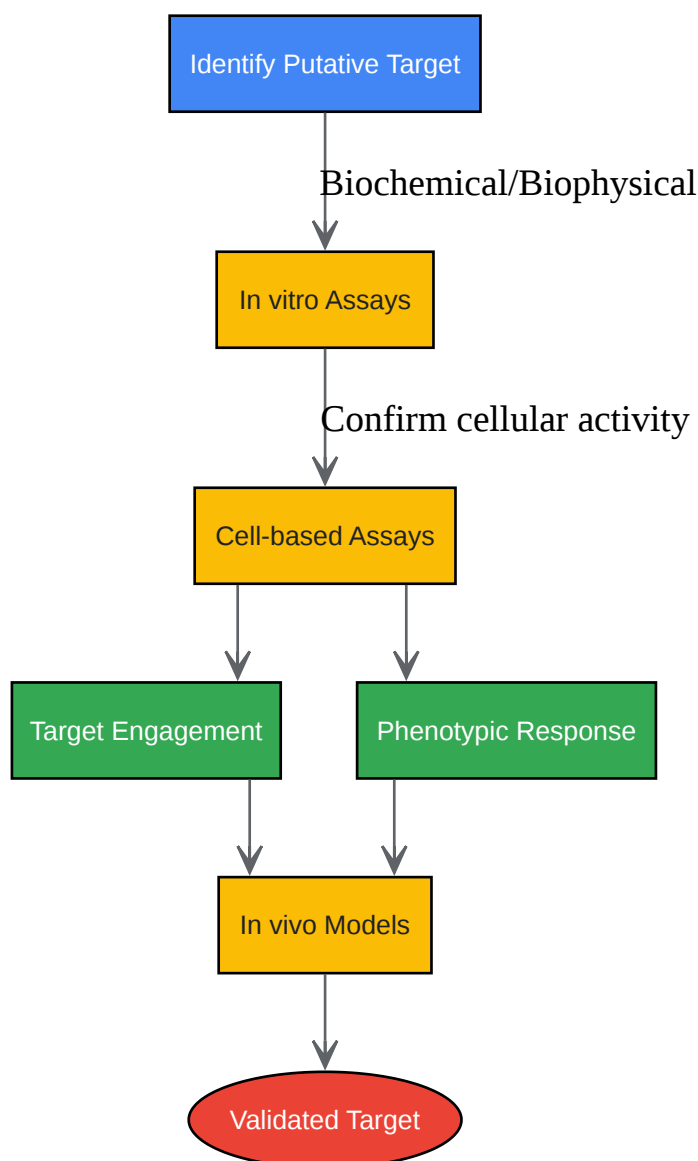 Identify Putative Target
Biochemical/Biophysical
In vitro Assays
Confirm cellular activity
Cell-based Assays
Target Engagement
Phenotypic Response
In vivo Models
Validated Target